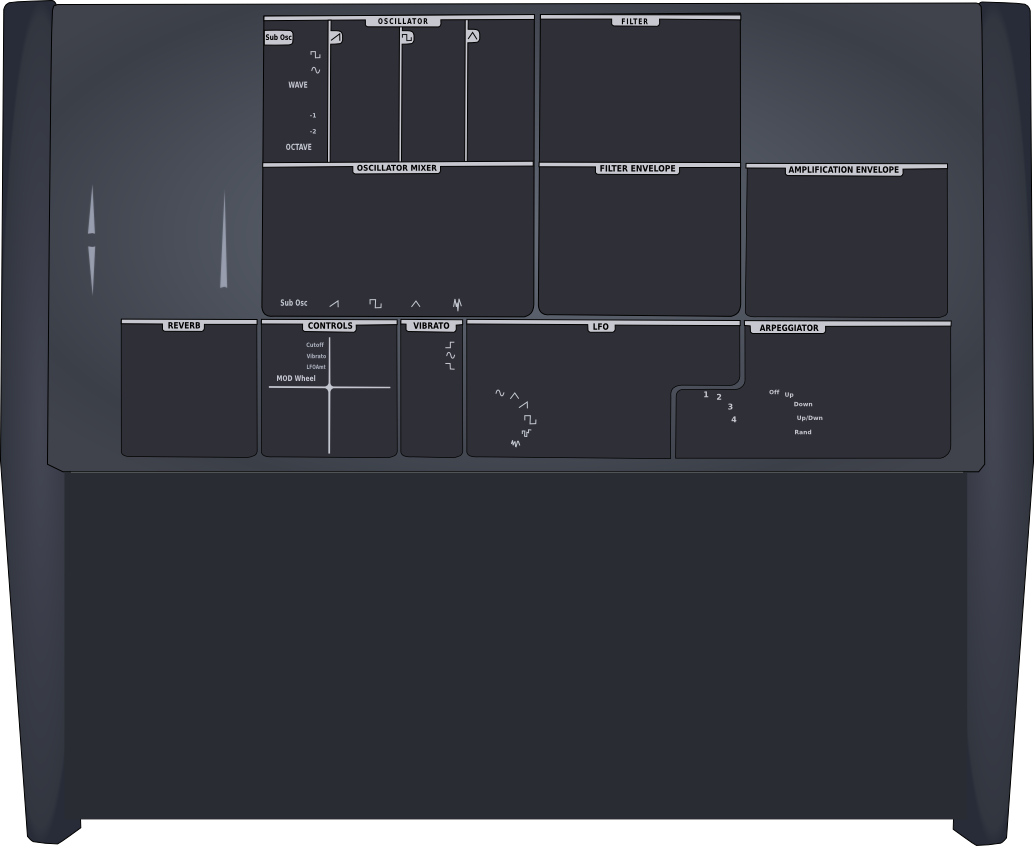 OSCILLATOR
FILTER
Sub Osc
WAVE
-1
-2
OCTAVE
OSCILLATOR MIXER
FILTER ENVELOPE
AMPLIFICATION ENVELOPE
Sub Osc
REVERB
CONTROLS
VIBRATO
LFO
ARPEGGIATOR
Cutoff
Vibrato
LFOAmt
MOD Wheel
1
2
3
4
Off
Up
Down
Up/Dwn
Rand